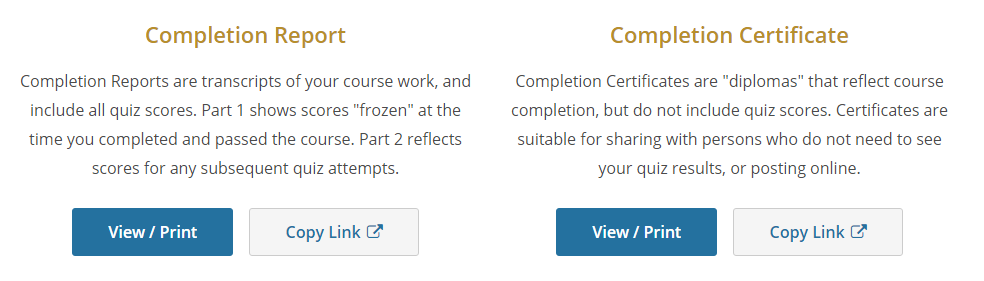 Completion Report
Completion Reports are transcripts of your course work, and
include all quiz scores. Part 1 shows scores "frozen" at the
time you completed and passed the course. Part 2 reflects
scores for any subsequent quiz attempts.
View / Print
Copy Link
Completion Certificate
Completion Certificates are "diplomas" that reflect course
completion, but do not include quiz scores. Certificates are
suitable for sharing with persons who do not need to see
your quiz results, or posting online.
View / Print
Copy Link